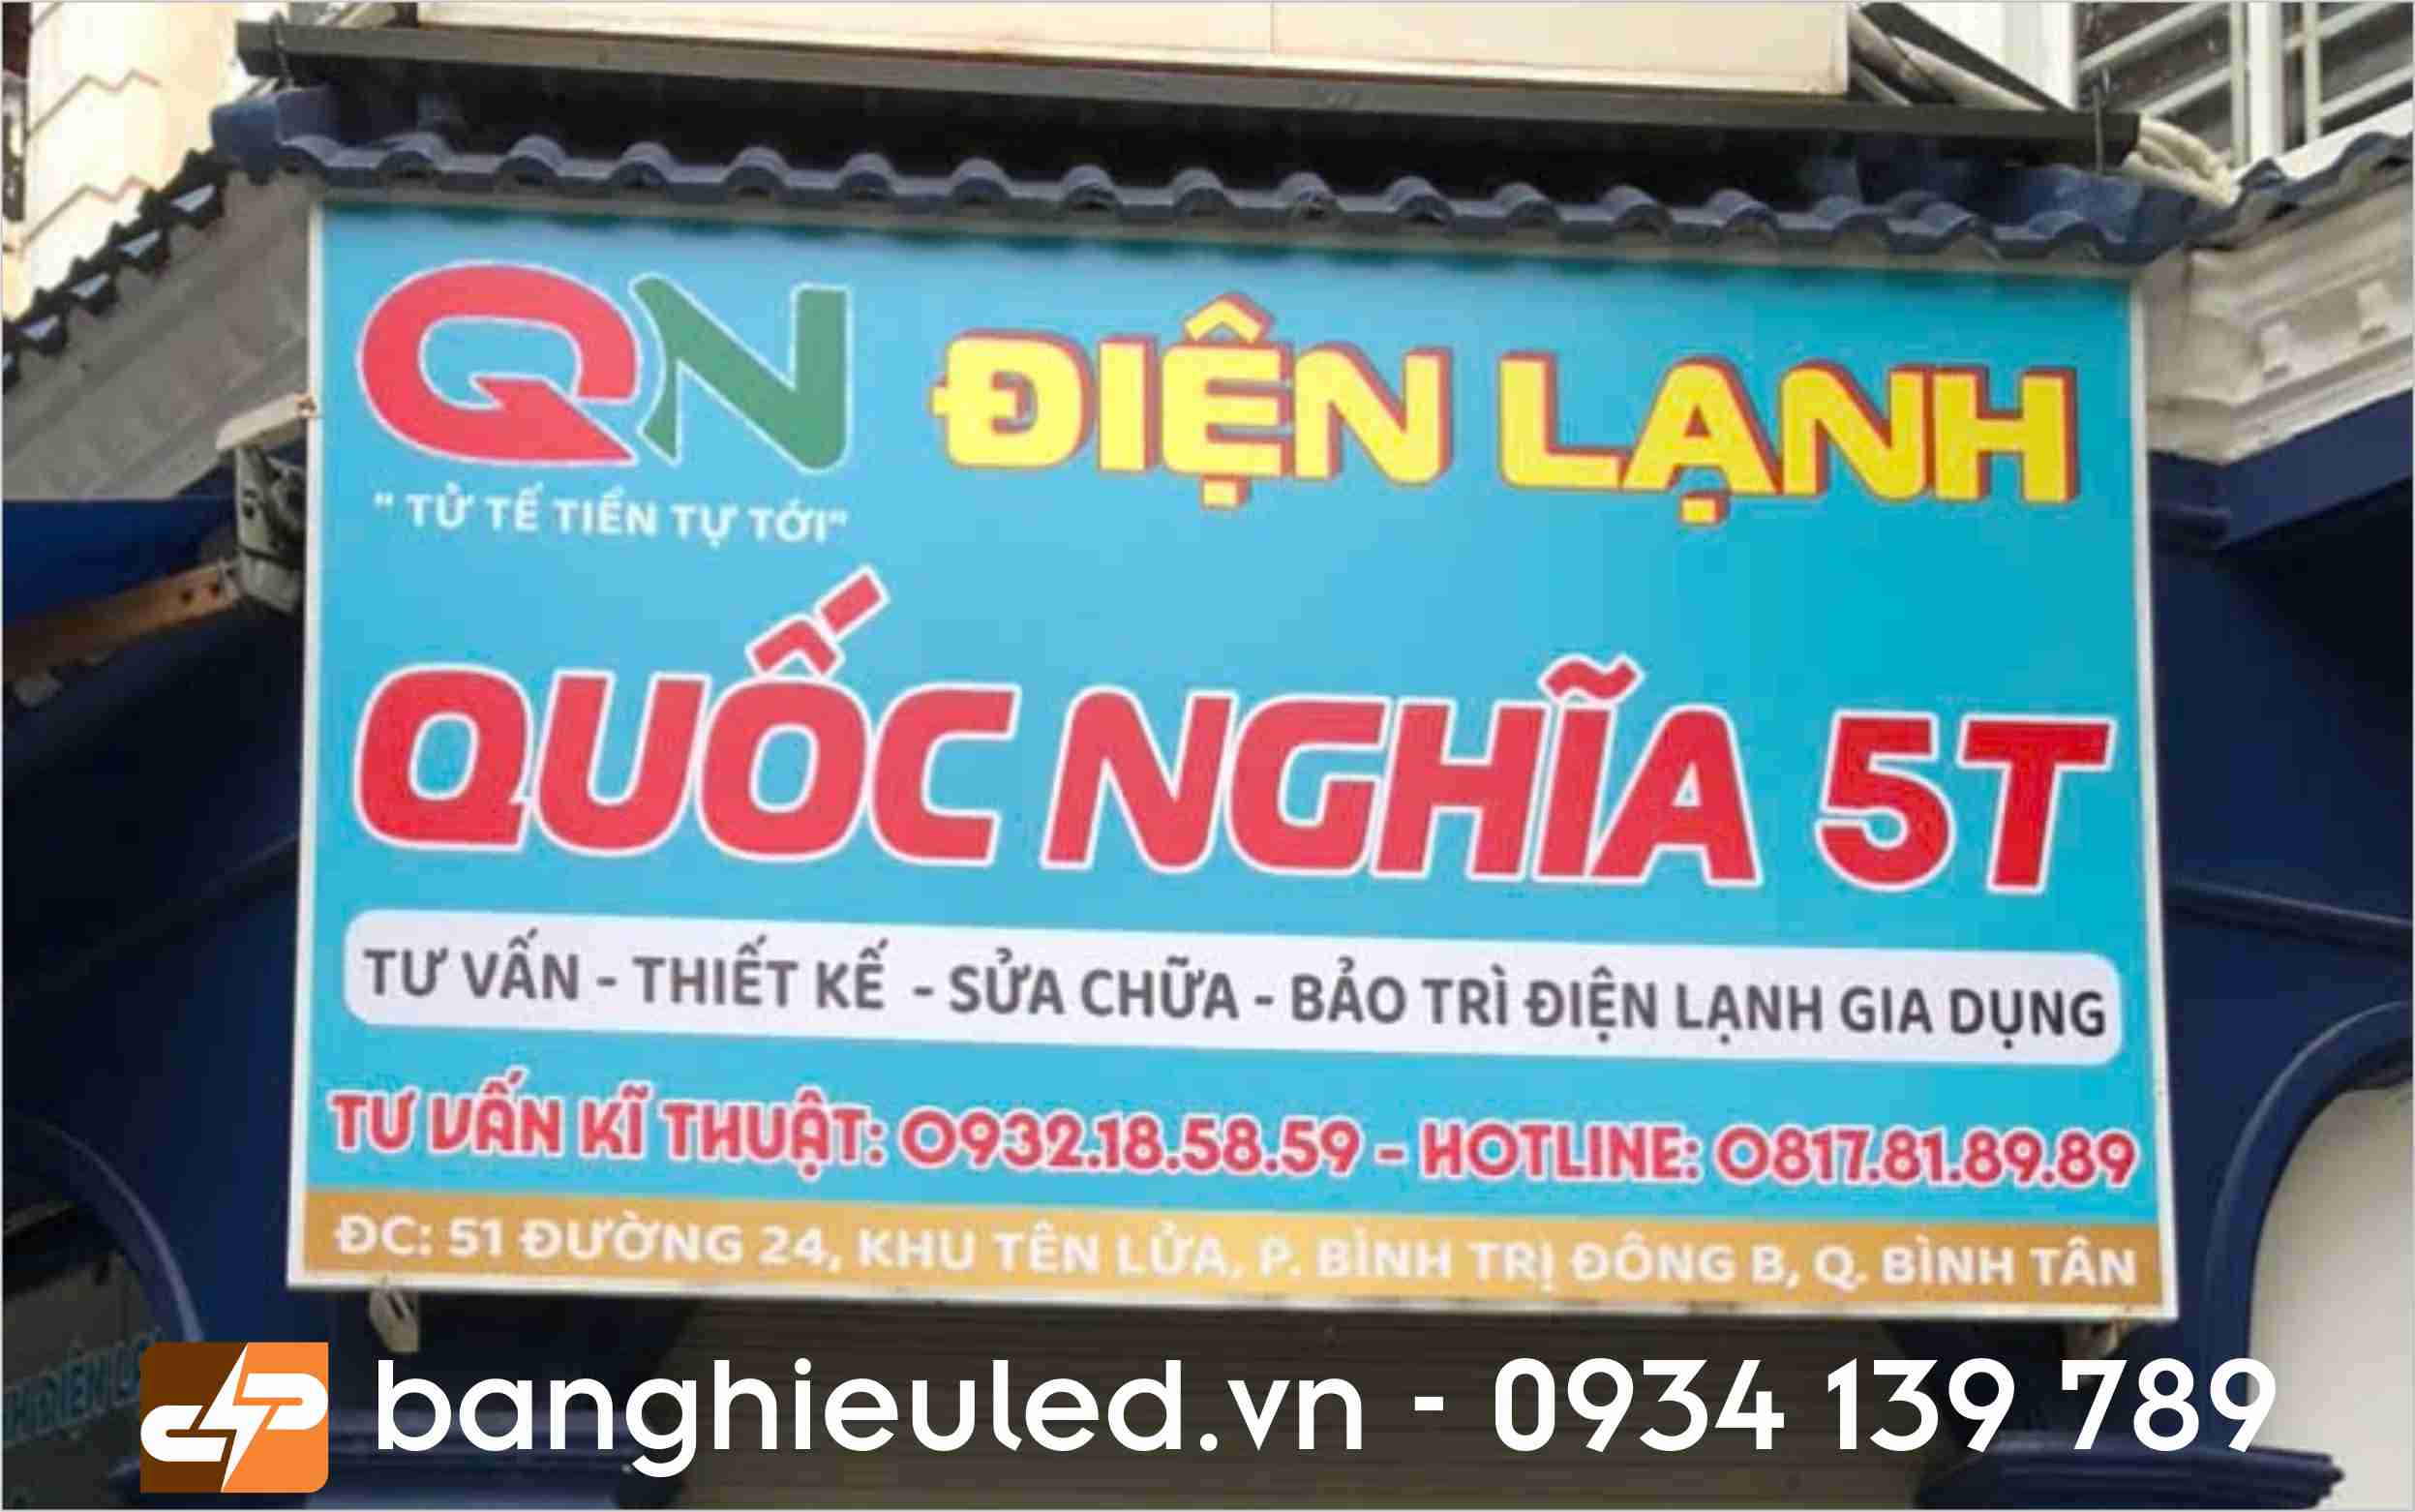 QN ĐIỆN LẠNH
" TỬ TẾ TIỀN TỰ TỚI"
QUỐC NGHĨA 5T
TƯ VẤN - THIẾT KẾ - SỬA CHỮA - BẢO TRÌ ĐIỆN LẠNH GIA DỤNG
TƯ VẤN KĨ THUẬT: 0932.18.58.59 - HOTLINE: 0817.81.89.89
ĐC: 51 ĐƯỜNG 24, KHU TÊN LỬA, P. BÌNH TRỊ ĐÔNG B, Q. BÌNH TÂN
banghieuled.vn - 0934 139 789